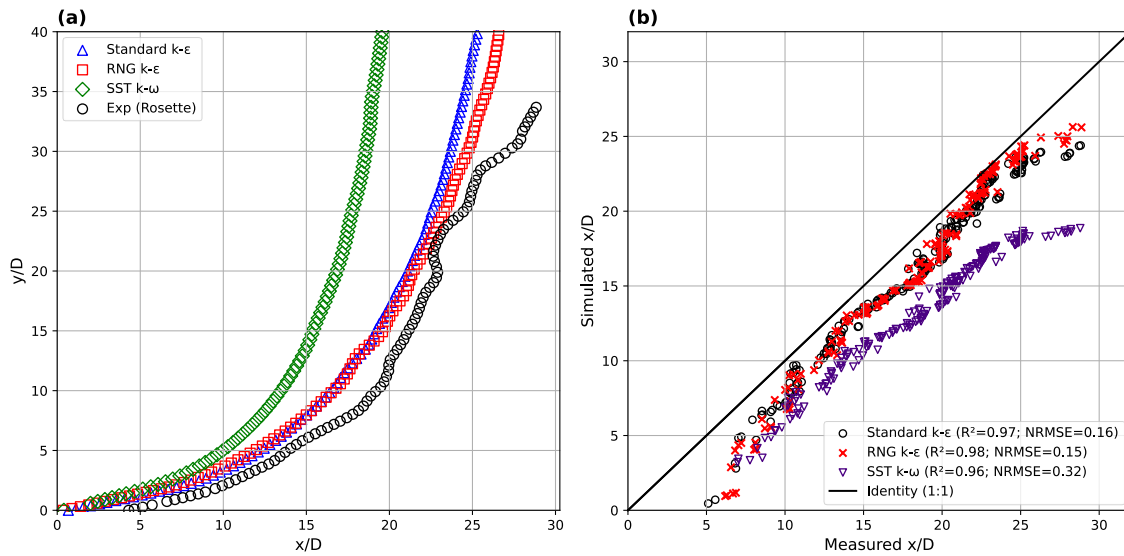 (a)
40
35
30
25
20
15
10
5
0
y/D
0
5
10
15
20
25
30
x/D
Standard k-ε
RNG k-ε
SST k-ω
Exp (Rosette)
(b)
30
25
20
15
10
5
0
Simulated x/D
0
5
10
15
20
25
30
Measured x/D
Standard k-ε (R²=0.97; NRMSE=0.16)
RNG k-ε (R²=0.98; NRMSE=0.15)
SST k-ω (R²=0.96; NRMSE=0.32)
Identity (1:1)